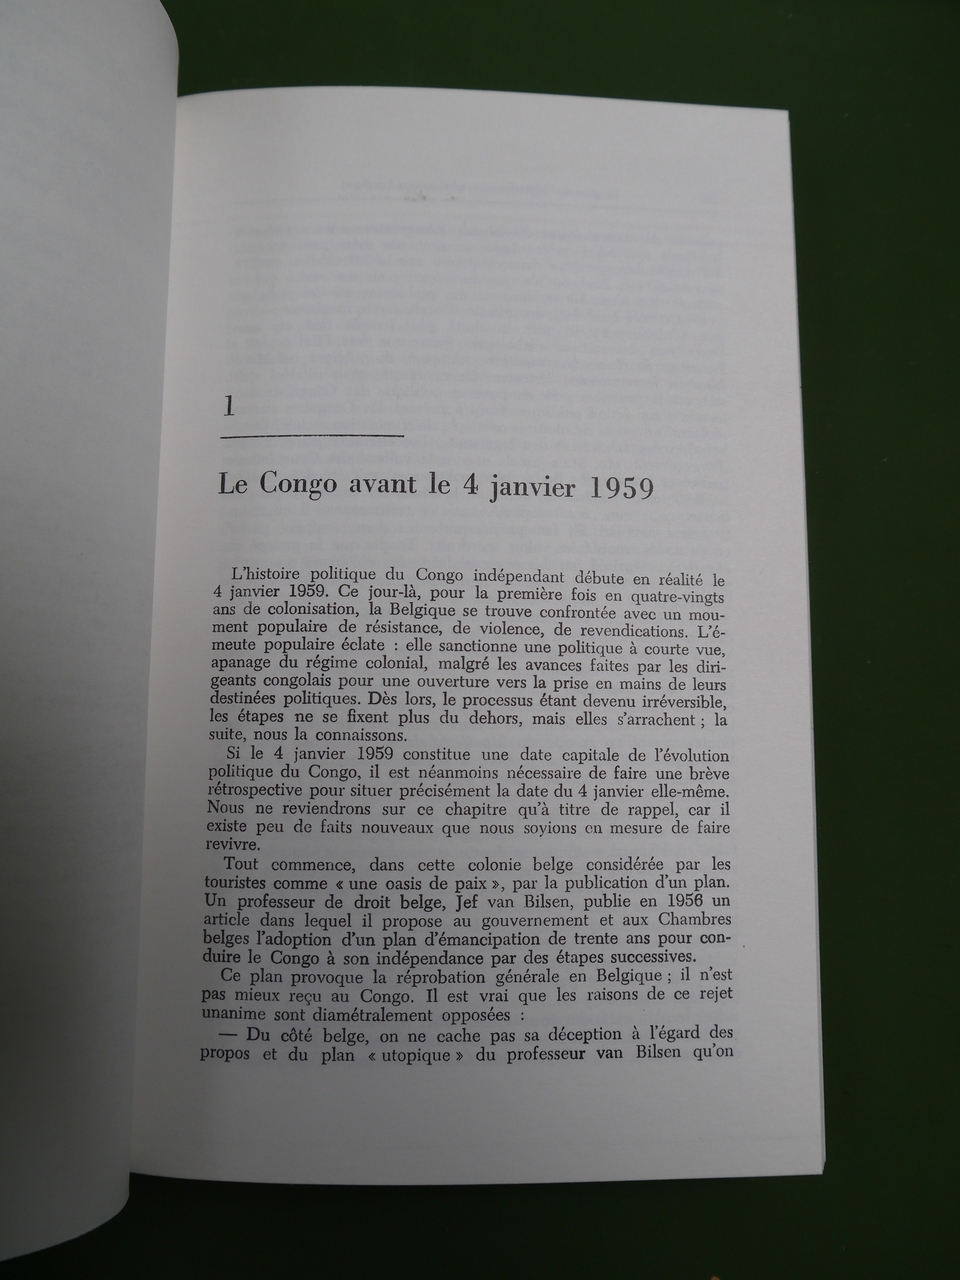 1
Le Congo avant le 4 janvier 1959
L'histoire politique du Congo indépendant débute en réalité le
4 janvier 1959. Ce jour-là, pour la première fois en quatre-vingts
ans de colonisation, la Belgique se trouve confrontée avec un mou-
ment populaire de résistance, de violence, de revendications. L'é-
meute populaire éclate : elle sanctionne une politique à courte vue,
apanage du régime colonial, malgré les avances faites par les diri-
geants congolais pour une ouverture vers la prise en mains de leurs
destinées politiques. Dès lors, le processus étant devenu irréversible,
les étapes ne se fixent plus du dehors, mais elles s'arrachent ; la
suite, nous la connaissons.
Si le 4 janvier 1959 constitue une date capitale de l'évolution
politique du Congo, il est néanmoins nécessaire de faire une brève
rétrospective pour situer précisément la date du 4 janvier elle-même.
Nous ne reviendrons sur ce chapitre qu'à titre de rappel, car il
existe peu de faits nouveaux que nous soyions en mesure de faire
revivre.
Tout commence, dans cette colonie belge considérée par les
touristes comme « une oasis de paix », par la publication d'un plan.
Un professeur de droit belge, Jef van Bilsen, publie en 1956 un
article dans lequel il propose au gouvernement et aux Chambres
belges l'adoption d'un plan d'émancipation de trente ans pour con-
duire le Congo à son indépendance par des étapes successives.
Ce plan provoque la réprobation générale en Belgique ; il n'est
pas mieux reçu au Congo. Il est vrai que les raisons de ce rejet
unanime sont diamétralement opposées :
— Du côté belge, on ne cache pas sa déception à l'égard des
propos et du plan « utopique » du professeur van Bilsen qu'on